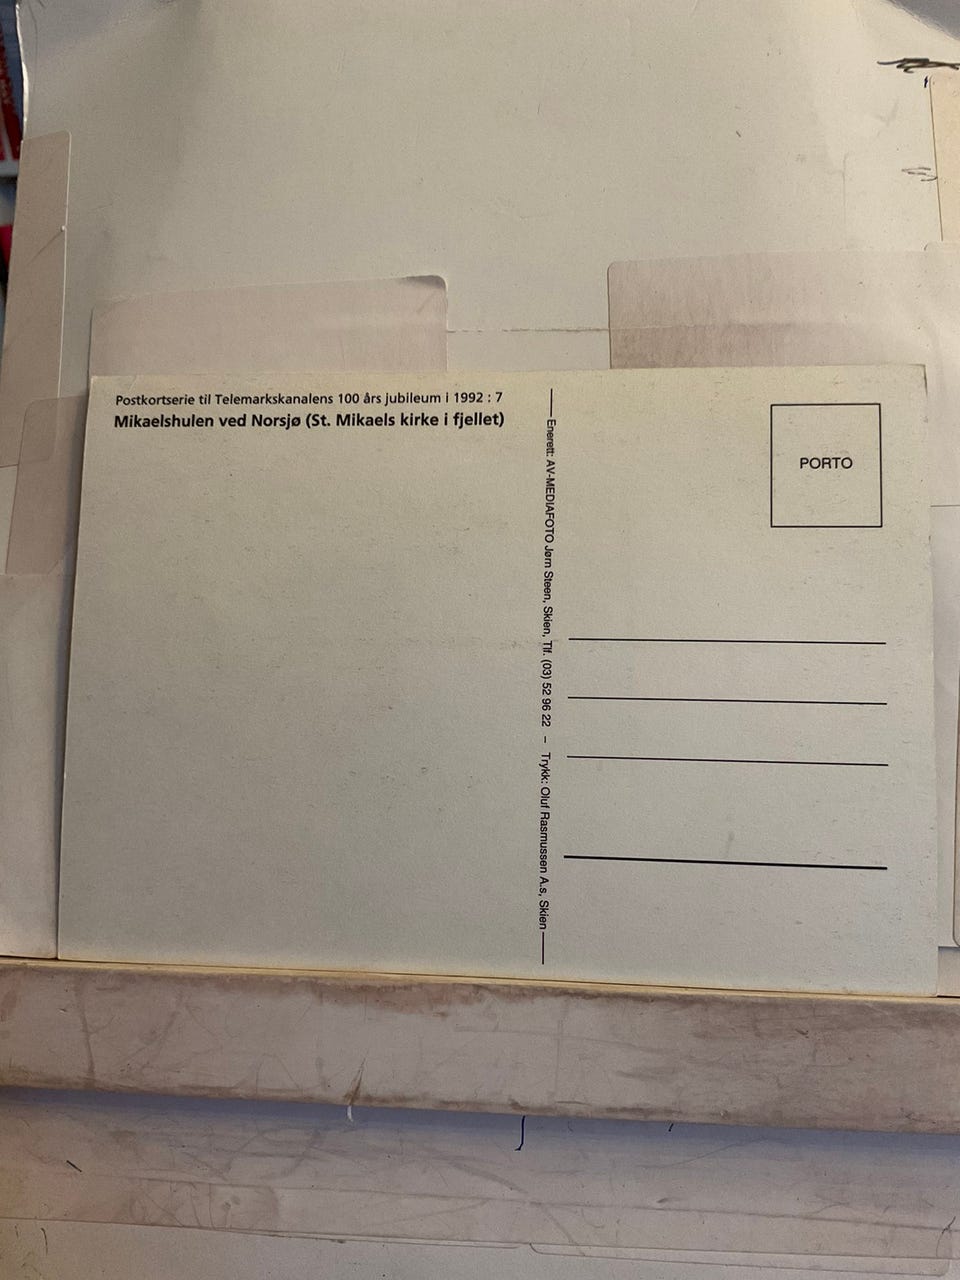 Postkortserie til Telemarkskanalens 100 års jubileum i 1992 : 7
Mikaelshulen ved Norsjø (St. Mikaels kirke i fjellet)
Enerett: AV-MEDIAFOTO Jørn Steen, Skien, Tlf. (03) 52 96 22 – Trykk: Oluf Rasmussen A.s, Skien
PORTO